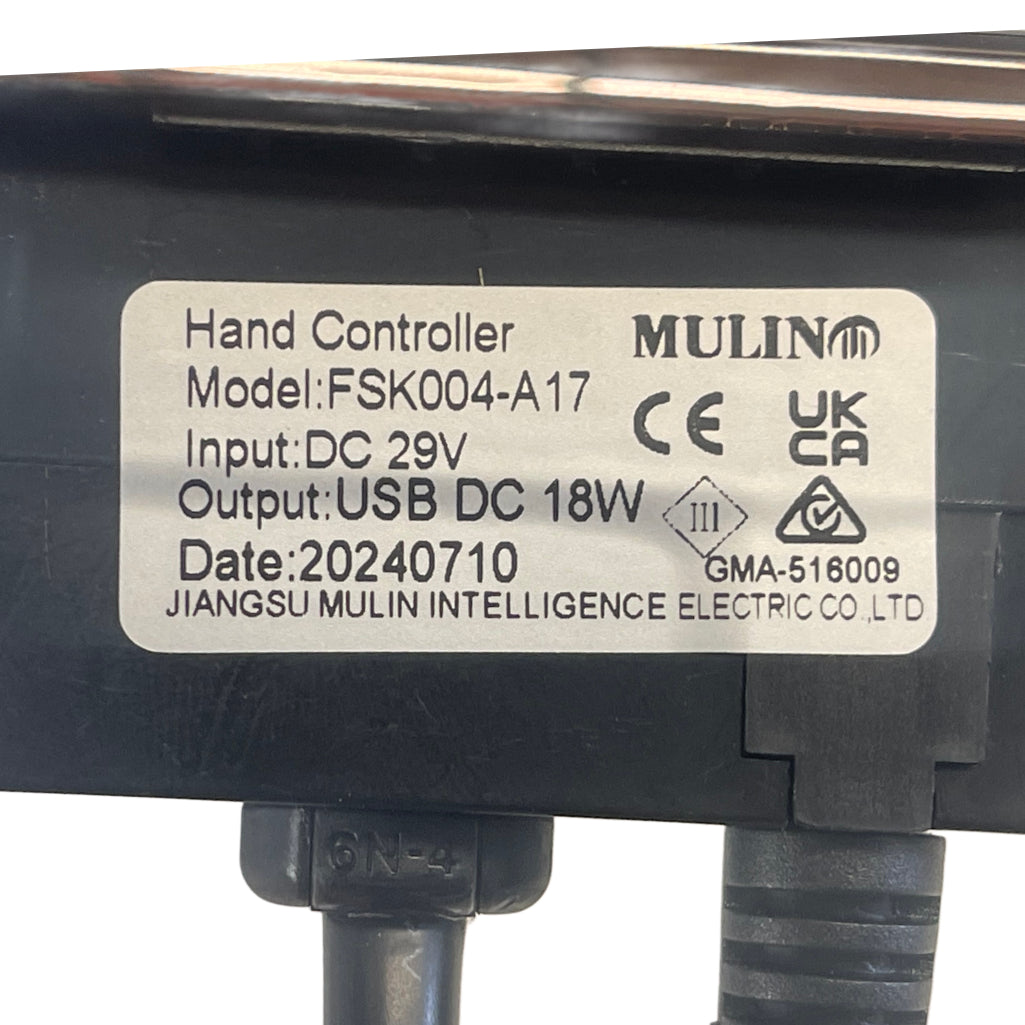 Hand Controller
MULIN
Model:FSK004-A17
CE
UK
CA
Input:DC 29V
Output:USB DC 18W
III
Date:20240710
GMA-516009
JIANGSU MULIN INTELLIGENCE ELECTRIC CO.,LTD
6N-4